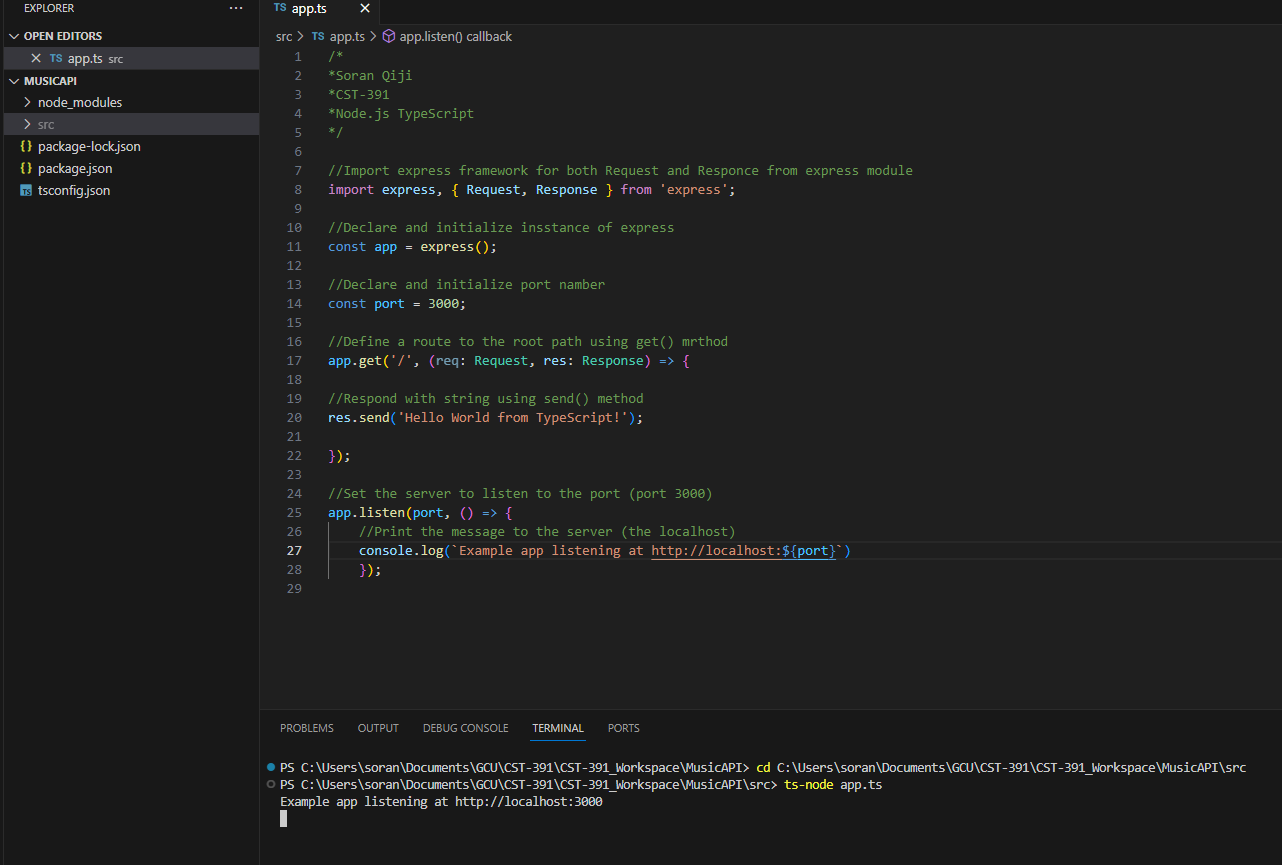 EXPLORER ...
OPEN EDITORS
TS app.ts src
MUSICAPI
node_modules
src
{} package-lock.json
{} package.json
TS tsconfig.json
TS app.ts
src > TS app.ts > app.listen() callback
1 /*
2 *Soran Qiji
3 *CST-391
4 *Node.js TypeScript
5 */
6
7 //Import express framework for both Request and Responce from express module
8 import express, { Request, Response } from 'express';
9
10 //Declare and initialize insstance of express
11 const app = express();
12
13 //Declare and initialize port namber
14 const port = 3000;
15
16 //Define a route to the root path using get() mrthod
17 app.get('/', (req: Request, res: Response) => {
18
19 //Respond with string using send() method
20 res.send('Hello World from TypeScript!');
21
22 });
23
24 //Set the server to listen to the port (port 3000)
25 app.listen(port, () => {
26 //Print the message to the server (the localhost)
27 console.log(`Example app listening at http://localhost:${port}`)
28 });
29
PROBLEMS OUTPUT DEBUG CONSOLE TERMINAL PORTS
PS C:\Users\soran\Documents\GCU\CST-391\CST-391_Workspace\MusicAPI> cd C:\Users\soran\Documents\GCU\CST-391\CST-391_Workspace\MusicAPI\src
PS C:\Users\soran\Documents\GCU\CST-391\CST-391_Workspace\MusicAPI\src> ts-node app.ts
Example app listening at http://localhost:3000